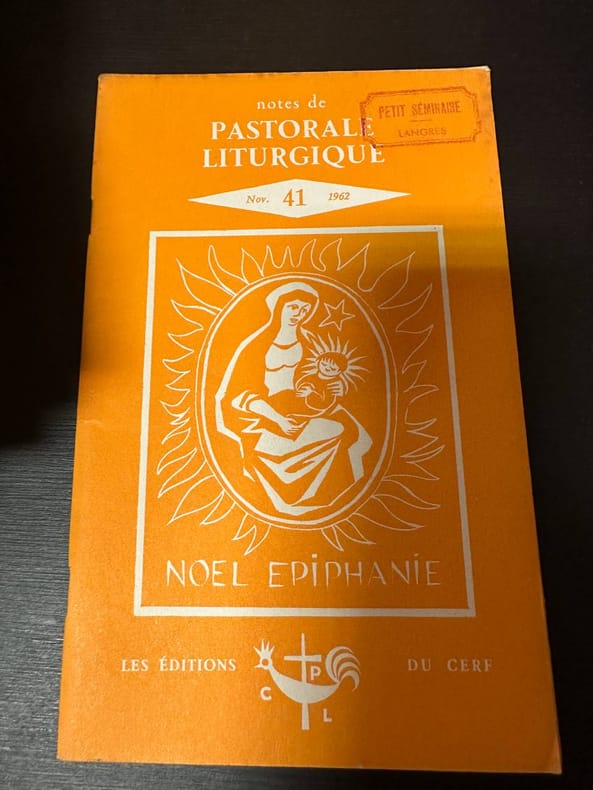 notes de
PASTORALE
LITURGIQUE
PETIT SÉMINAIRE
LANGRES
Nov. 41 1962
NOEL EPIPHANIE
LES ÉDITIONS DU CERF
C P L